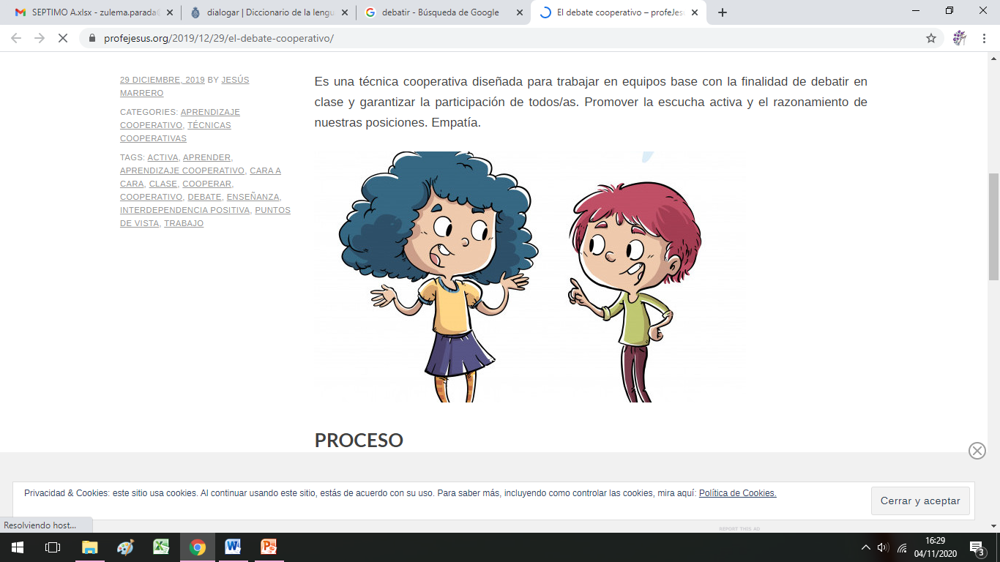 SEPTIMO A.xlsx - zulema.parada@
dialogar | Diccionario de la lengu
debatir - Búsqueda de Google
El debate cooperativo – profeJes
profejesus.org/2019/12/29/el-debate-cooperativo/
29 DICIEMBRE, 2019 BY JESÚS
MARRERO
CATEGORIES: APRENDIZAJE
COOPERATIVO, TÉCNICAS
COOPERATIVAS
TAGS: ACTIVA, APRENDER,
APRENDIZAJE COOPERATIVO, CARA A
CARA, CLASE, COOPERAR,
COOPERATIVO, DEBATE, ENSEÑANZA,
INTERDEPENDENCIA POSITIVA, PUNTOS
DE VISTA, TRABAJO
Es una técnica cooperativa diseñada para trabajar en equipos base con la finalidad de debatir en
clase y garantizar la participación de todos/as. Promover la escucha activa y el razonamiento de
nuestras posiciones. Empatía.
PROCESO
Privacidad & Cookies: este sitio usa cookies. Al continuar usando este sitio, estás de acuerdo con su uso. Para saber más, incluyendo como controlar las cookies, mira aquí: Política de Cookies.
Cerrar y aceptar
Resolviendo host...
REPORT THIS AD
16:29
04/11/2020
3